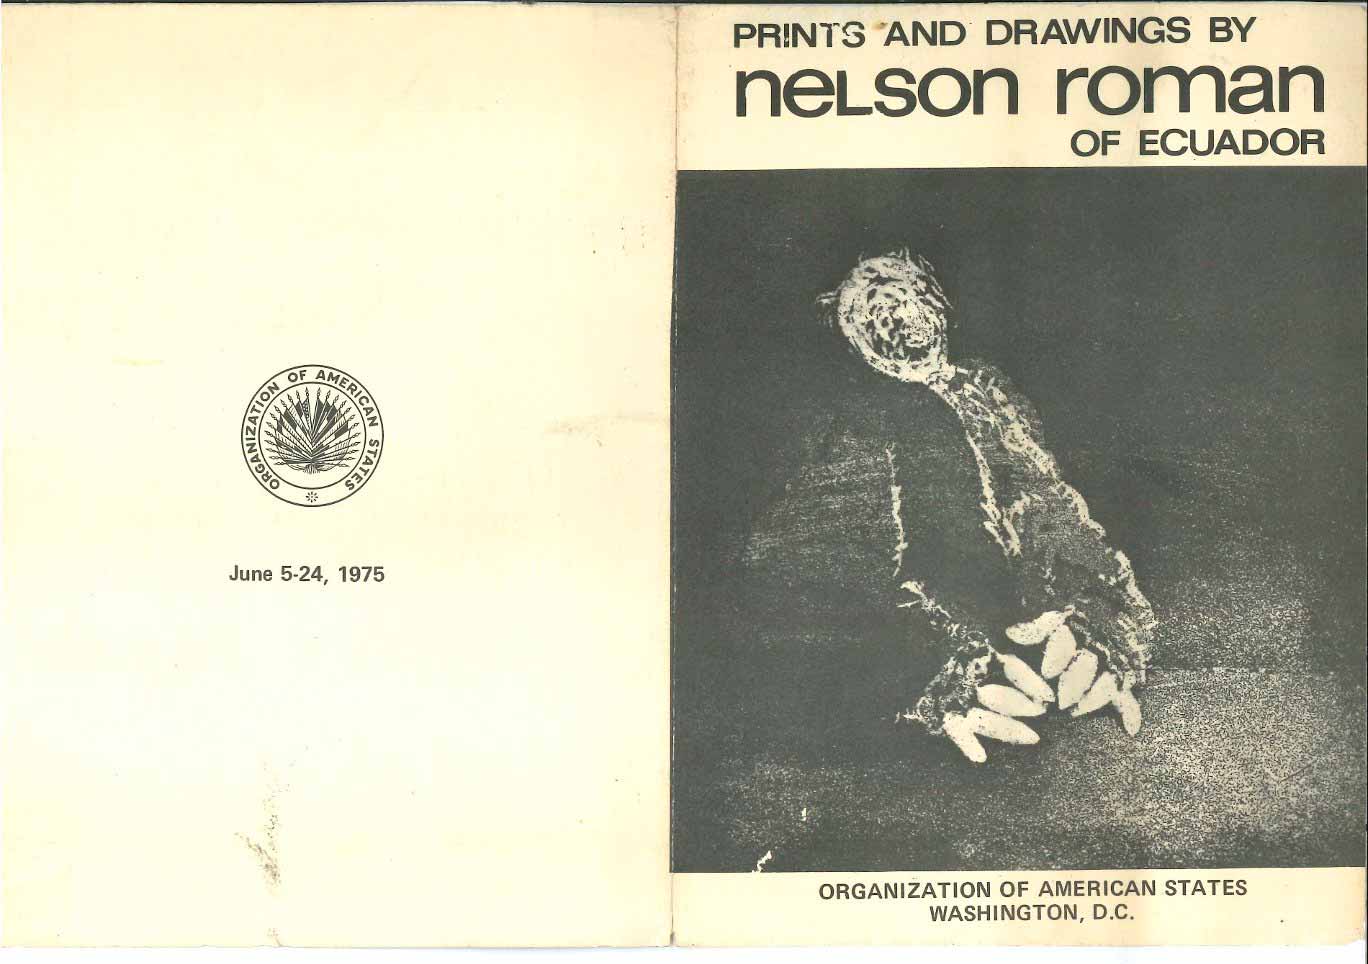 ORGANIZATION OF AMERICAN STATES
June 5-24, 1975
PRINTS AND DRAWINGS BY
neLson roman
OF ECUADOR
ORGANIZATION OF AMERICAN STATES
WASHINGTON, D.C.